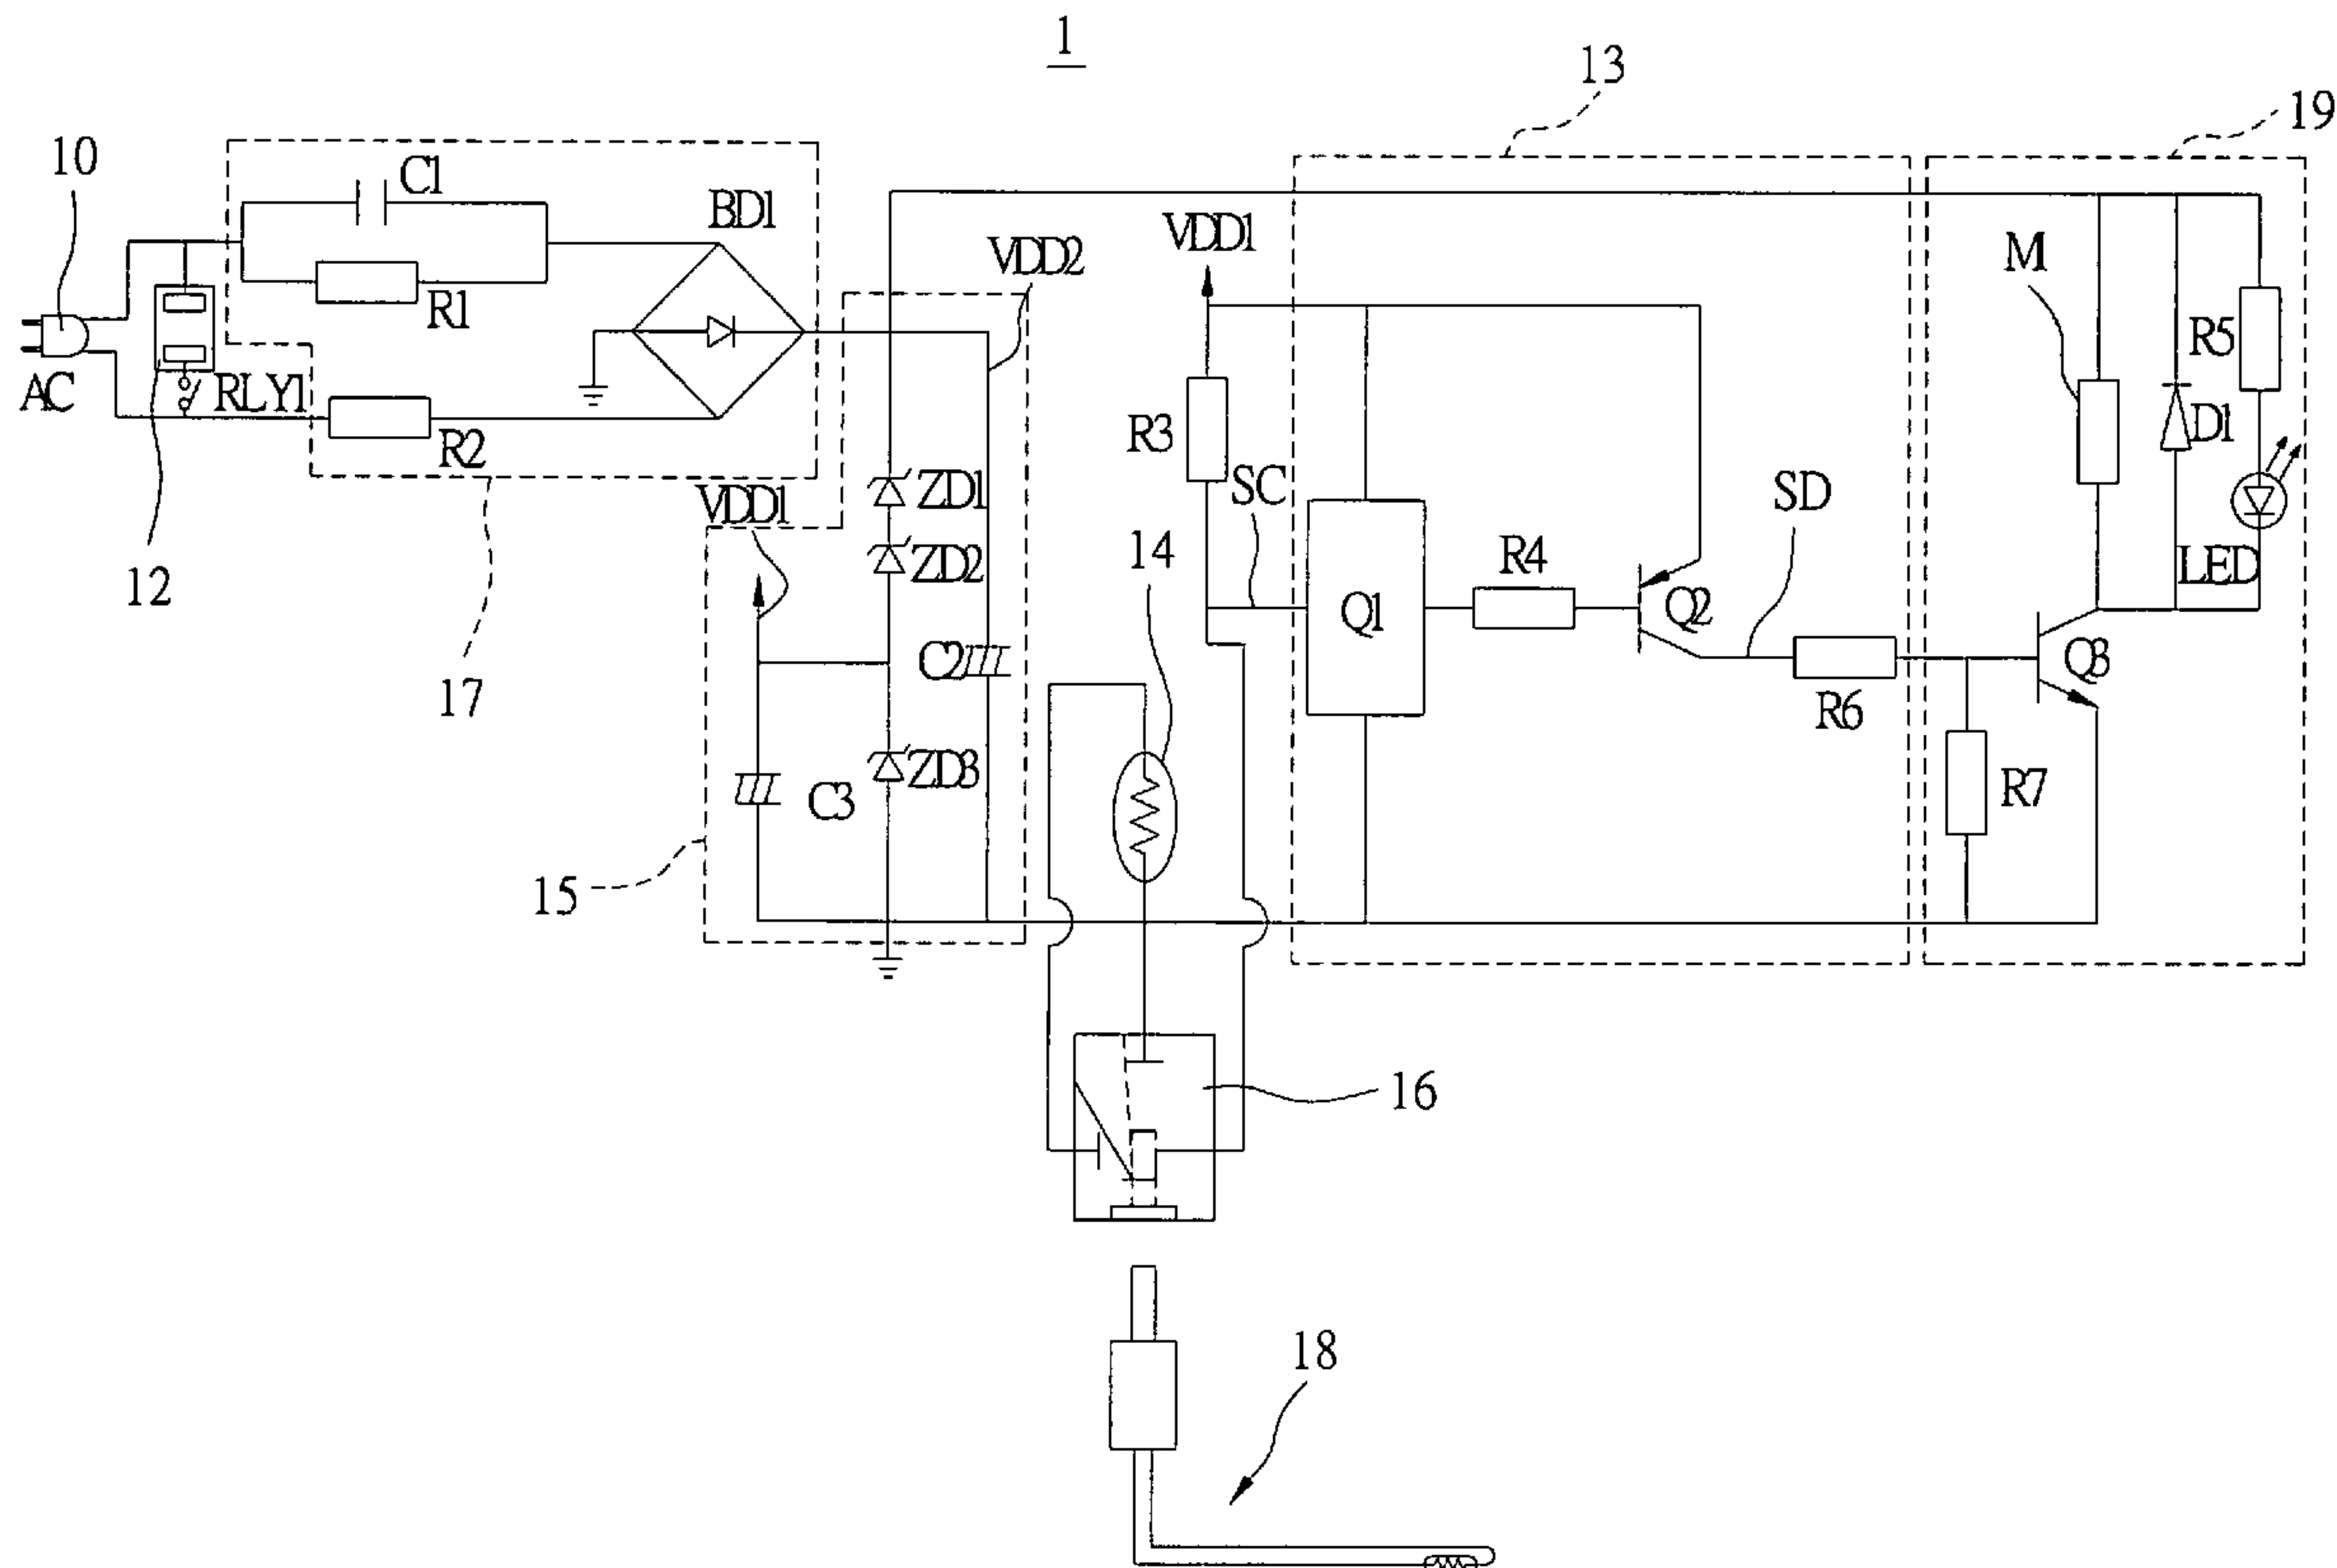 1
13
19
10
C1
BD1
VDD2
VDD1
M
R1
R5
AC
RLY1
R2
R3
D1
VDD1
ZD1
SC
SD
14
12
ZD2
R4
LED
Q1
Q2
C2
Q3
17
R6
ZD3
C3
R7
15
16
18